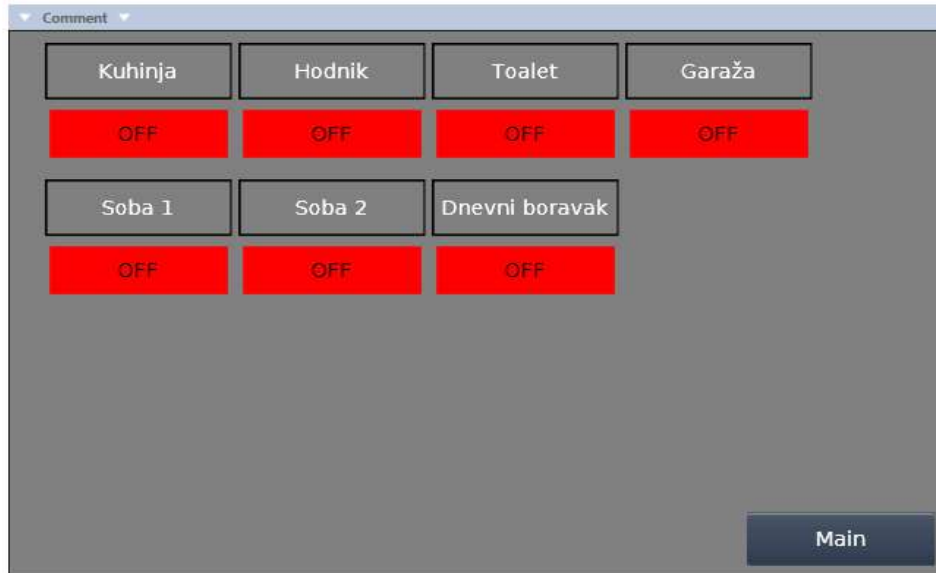 Comment
Kuhinja Hodnik Toalet Garaža
OFF OFF OFF OFF
Soba 1 Soba 2 Dnevni boravak
OFF OFF OFF
Main